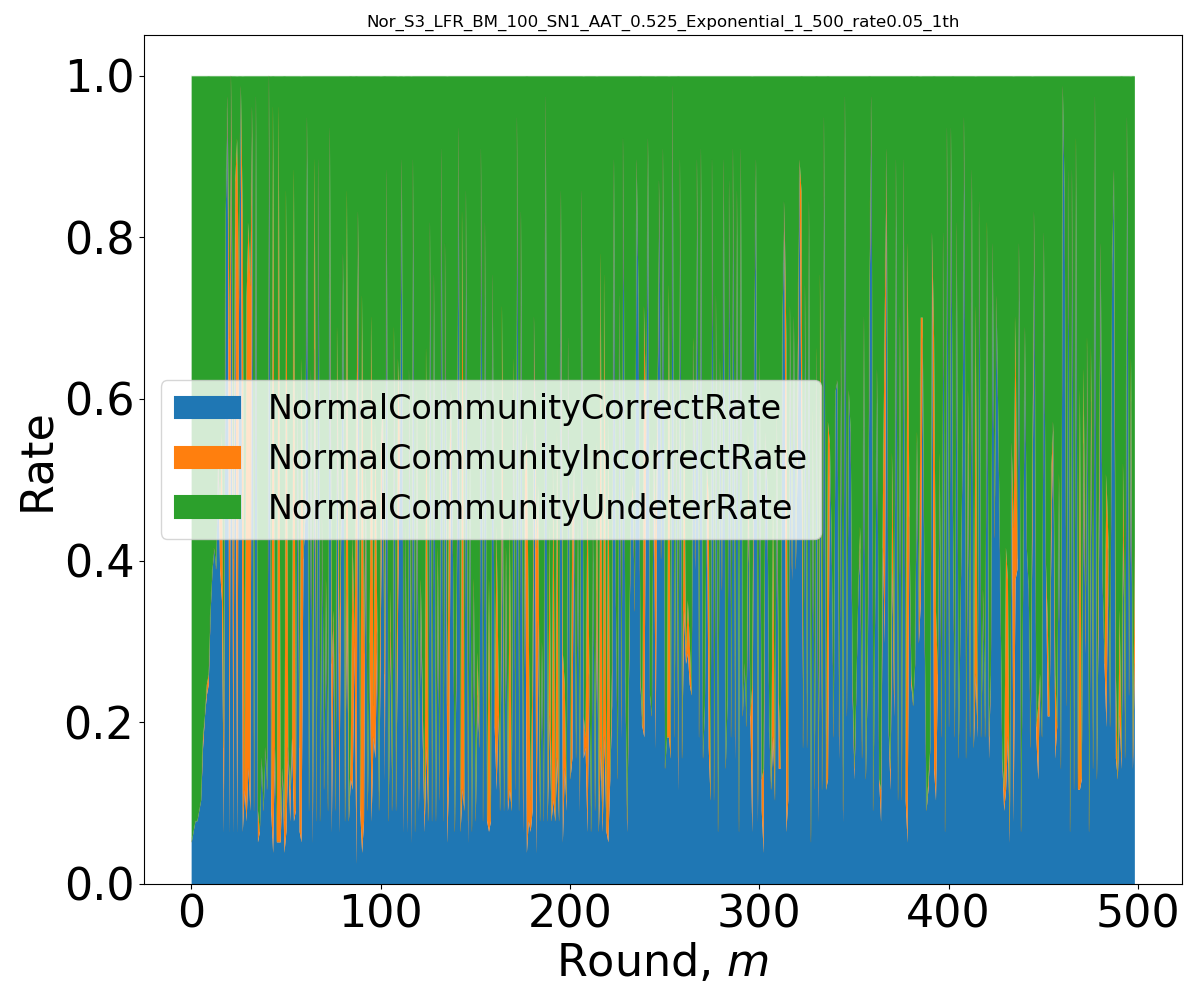 Nor_S3_LFR_BM_100_SN1_AAT_0.525_Exponential_1_500_rate0.05_1th
1.0
0.8
0.6
0.4
0.2
0.0
Rate
NormalCommunityCorrectRate
NormalCommunityIncorrectRate
NormalCommunityUndeterRate
0 100 200 300 400 500
Round, m